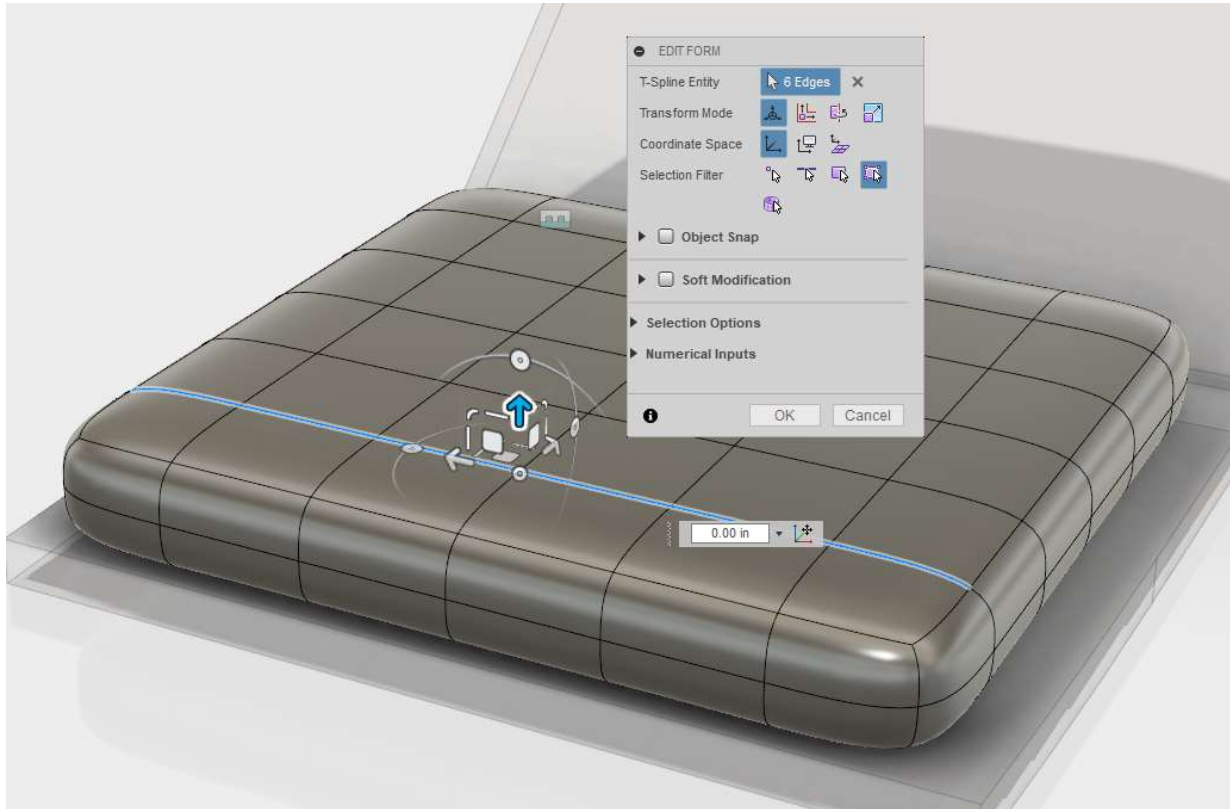 EDIT FORM
T-Spline Entity 6 Edges
Transform Mode
Coordinate Space
Selection Filter
Object Snap
Soft Modification
Selection Options
Numerical Inputs
OK Cancel
0.00 in